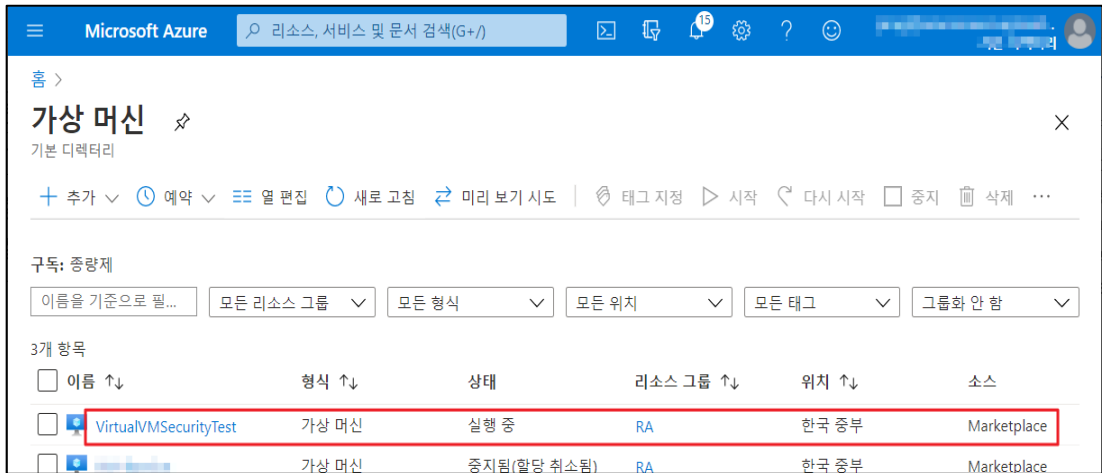 Microsoft Azure 리소스, 서비스 및 문서 검색(G+/) 15
홈 >
가상 머신
기본 디렉터리
추가 예약 열 편집 새로 고침 미리 보기 시도 태그 지정 시작 다시 시작 중지 삭제 ...
구독: 종량제
이름을 기준으로 필... 모든 리소스 그룹 모든 형식 모든 위치 모든 태그 그룹화 안 함
3개 항목
이름 ↑↓ 형식 ↑↓ 상태 리소스 그룹 ↑↓ 위치 ↑↓ 소스
VirtualVMSecurityTest 가상 머신 실행 중 RA 한국 중부 Marketplace
가상 머신 중지됨(할당 취소됨) RA 한국 중부 Marketplace